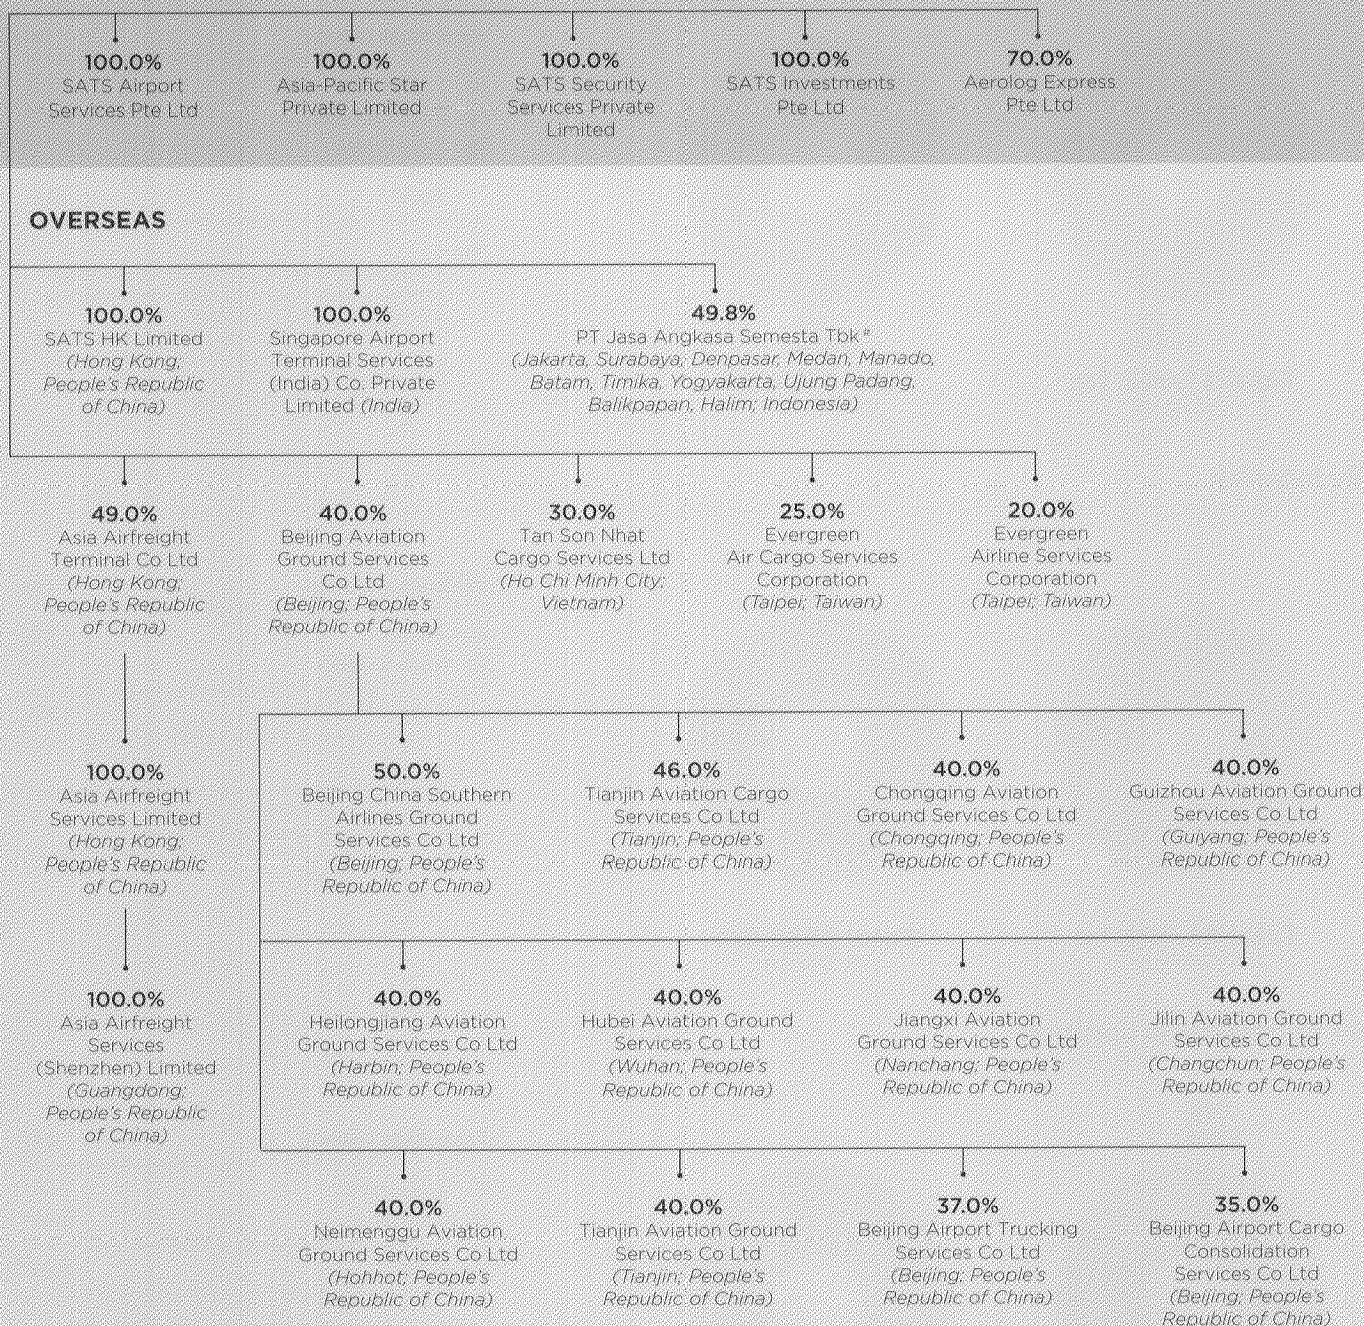 100.0%
SATS Airport
Services Pte Ltd
100.0%
Asia-Pacific Star
Private Limited
100.0%
SATS Security
Services Private
Limited
100.0%
SATS Investments
Pte Ltd
70.0%
Aerolog Express
Pte Ltd
OVERSEAS
100.0%
SATS HK Limited
(Hong Kong;
People's Republic
of China)
100.0%
Singapore Airport
Terminal Services
(India) Co. Private
Limited (India)
49.8%
PT Jasa Angkasa Semesta Tbk#
(Jakarta, Surabaya, Denpasar, Medan, Manado,
Batam, Timika, Yogyakarta, Ujung Padang,
Balikpapan, Halim; Indonesia)
49.0%
Asia Airfreight
Terminal Co Ltd
(Hong Kong;
People's Republic
of China)
40.0%
Beijing Aviation
Ground Services
Co Ltd
(Beijing; People's
Republic of China)
30.0%
Tan Son Nhat
Cargo Services Ltd
(Ho Chi Minh City;
Vietnam)
25.0%
Evergreen
Air Cargo Services
Corporation
(Taipei; Taiwan)
20.0%
Evergreen
Airline Services
Corporation
(Taipei; Taiwan)
100.0%
Asia Airfreight
Services Limited
(Hong Kong;
People's Republic
of China)
50.0%
Beijing China Southern
Airlines Ground
Services Co Ltd
(Beijing; People's
Republic of China)
46.0%
Tianjin Aviation Cargo
Services Co Ltd
(Tianjin; People's
Republic of China)
40.0%
Chongqing Aviation
Ground Services Co Ltd
(Chongqing; People's
Republic of China)
40.0%
Guizhou Aviation Ground
Services Co Ltd
(Guiyang; People's
Republic of China)
100.0%
Asia Airfreight
Services
(Shenzhen) Limited
(Guangdong;
People's Republic
of China)
40.0%
Heilongjiang Aviation
Ground Services Co Ltd
(Harbin; People's
Republic of China)
40.0%
Hubei Aviation Ground
Services Co Ltd
(Wuhan; People's
Republic of China)
40.0%
Jiangxi Aviation
Ground Services Co Ltd
(Nanchang; People's
Republic of China)
40.0%
Jilin Aviation Ground
Services Co Ltd
(Changchun; People's
Republic of China)
40.0%
Neimenggu Aviation
Ground Services Co Ltd
(Hohhot; People's
Republic of China)
40.0%
Tianjin Aviation Ground
Services Co Ltd
(Tianjin; People's
Republic of China)
37.0%
Beijing Airport Trucking
Services Co Ltd
(Beijing; People's
Republic of China)
35.0%
Beijing Airport Cargo
Consolidation
Services Co Ltd
(Beijing; People's
Republic of China)